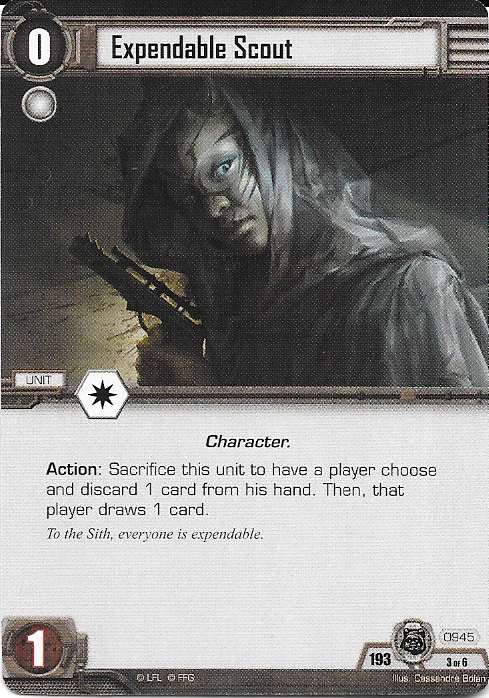 0
Expendable Scout
UNIT
Character.
Action: Sacrifice this unit to have a player choose
and discard 1 card from his hand. Then, that
player draws 1 card.
To the Sith, everyone is expendable.
1
193
0945
3 OF 6
© LFL © FFG
Illus. Cassandre Bolan